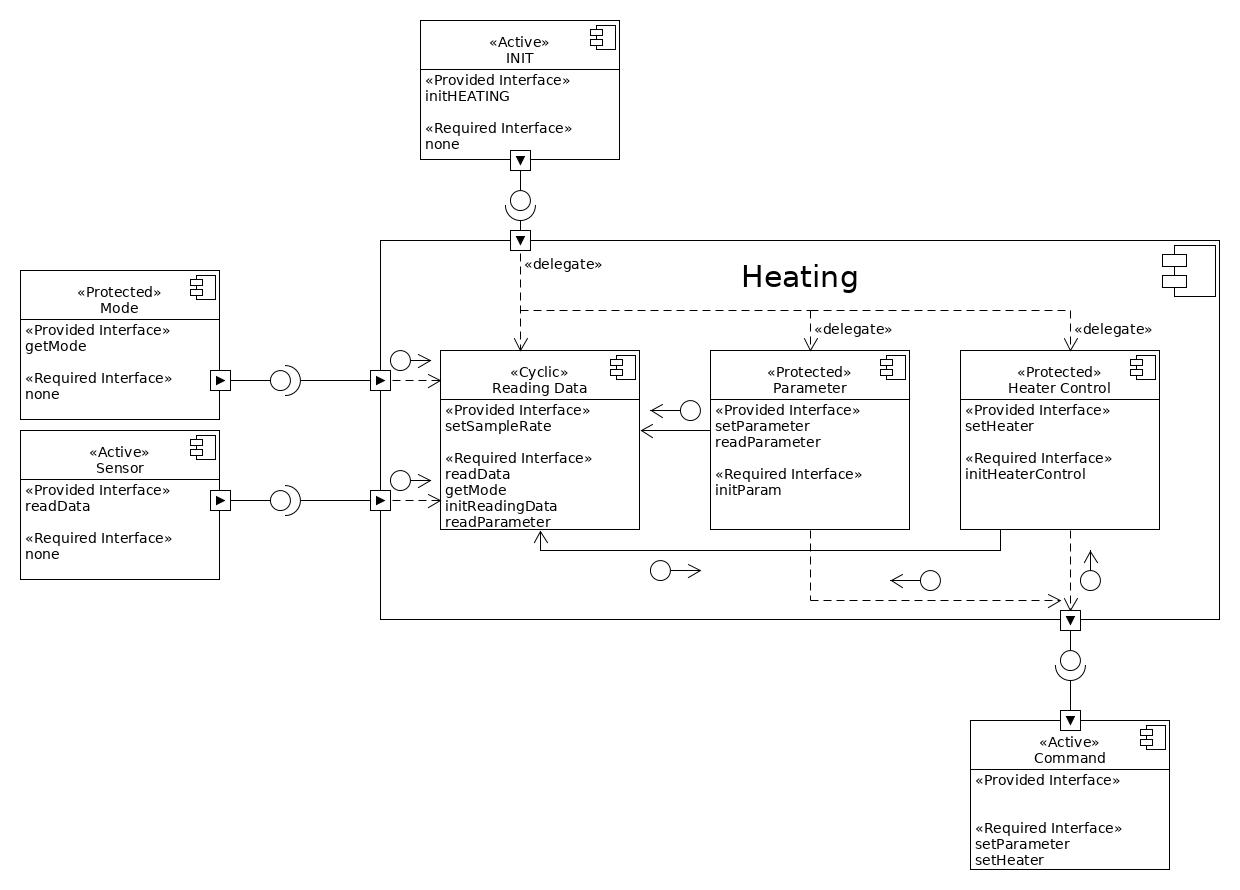 «Active»
INIT
«Provided Interface»
initHEATING
«Required Interface»
none
«delegate»
Heating
«Protected»
Mode
«Provided Interface»
getMode
«Required Interface»
none
«Active»
Sensor
«Provided Interface»
readData
«Required Interface»
none
«delegate»
«delegate»
«Cyclic»
Reading Data
«Provided Interface»
setSampleRate
«Required Interface»
readData
getMode
initReadingData
readParameter
«Protected»
Parameter
«Provided Interface»
setParameter
readParameter
«Required Interface»
initParam
«Protected»
Heater Control
«Provided Interface»
setHeater
«Required Interface»
initHeaterControl
«Active»
Command
«Provided Interface»
«Required Interface»
setParameter
setHeater